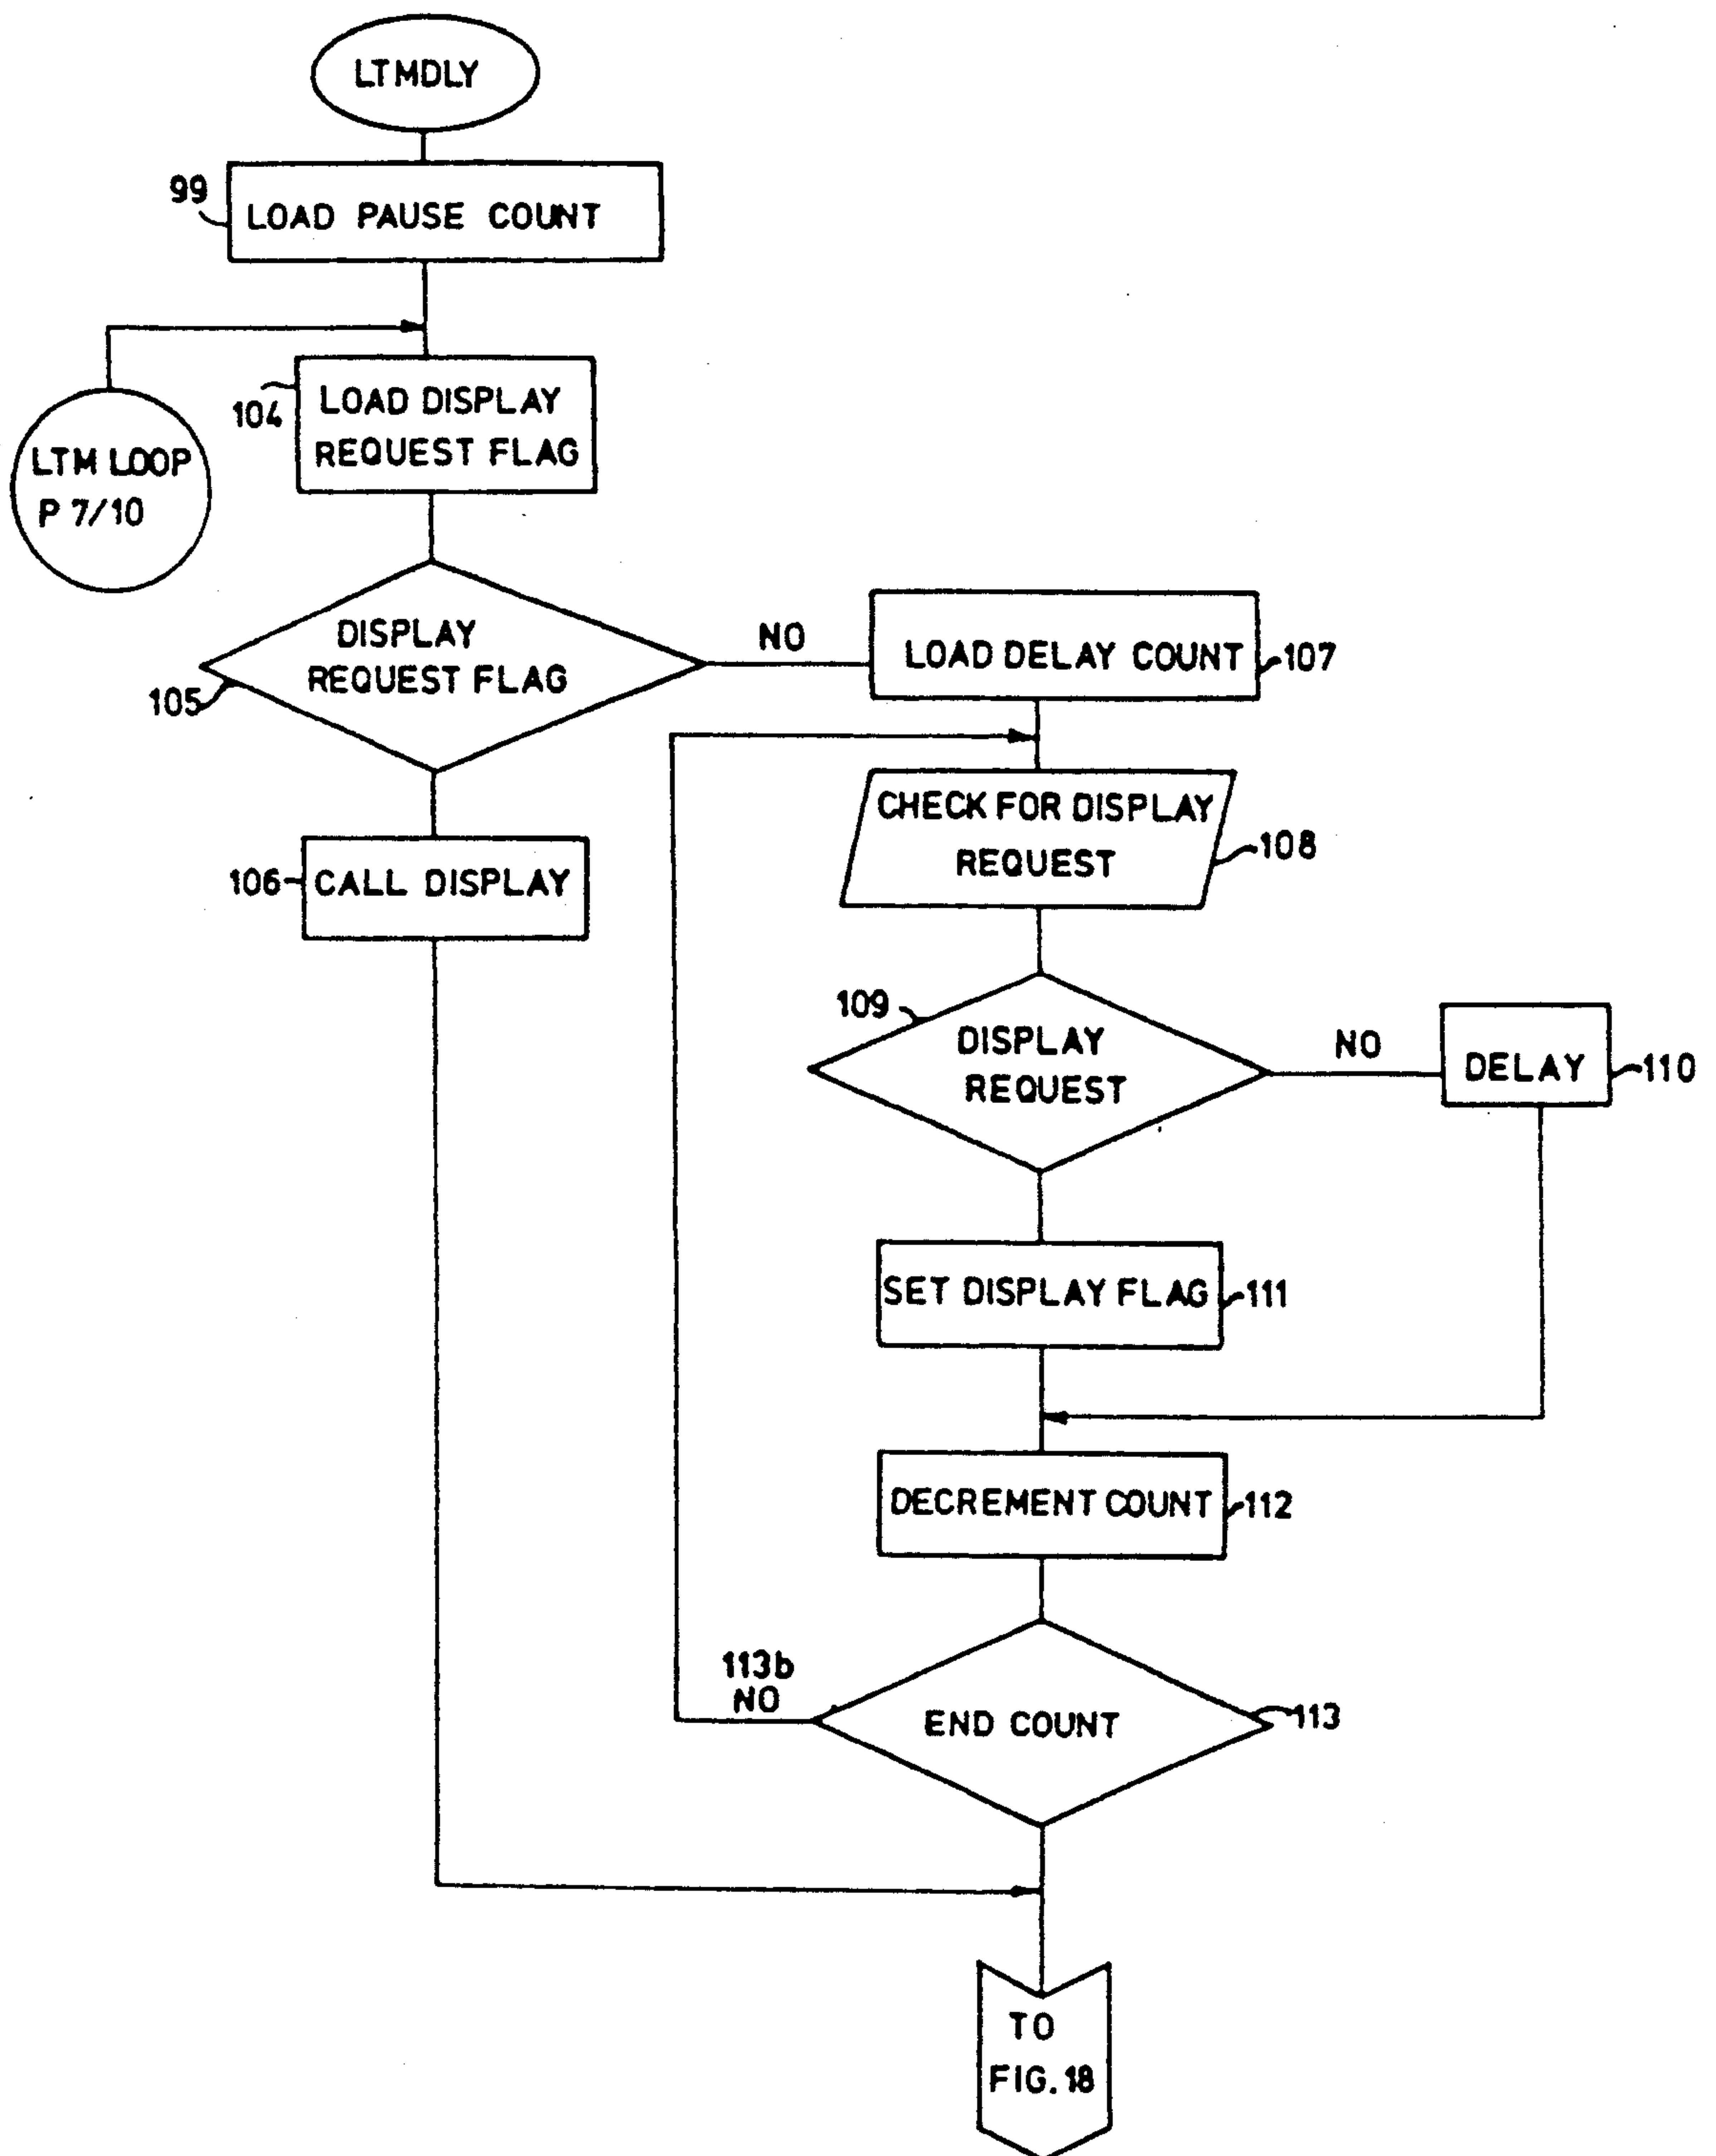 LTMDLY
99
LOAD PAUSE COUNT
104
LOAD DISPLAY
REQUEST FLAG
LTM LOOP
P 7/10
DISPLAY
REQUEST FLAG
105
NO
LOAD DELAY COUNT
107
CHECK FOR DISPLAY
REQUEST
108
106
CALL DISPLAY
109
DISPLAY
REQUEST
NO
DELAY
110
SET DISPLAY FLAG
111
DECREMENT COUNT
112
113b
NO
END COUNT
113
TO
FIG. 18